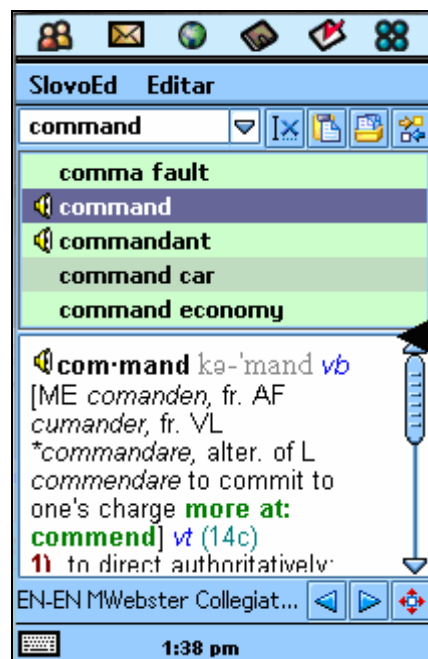 SlovoEd Editar
command
comma fault
command
commandant
command car
command economy
com·mand kə-'mand vb
[ME comanden, fr. AF
cumander, fr. VL
*commandare, alter. of L
commendare to commit to
one's charge more at:
commend] vt (14c)
1) to direct authoritatively:
EN-EN MWebster Collegiat...
1:38 pm